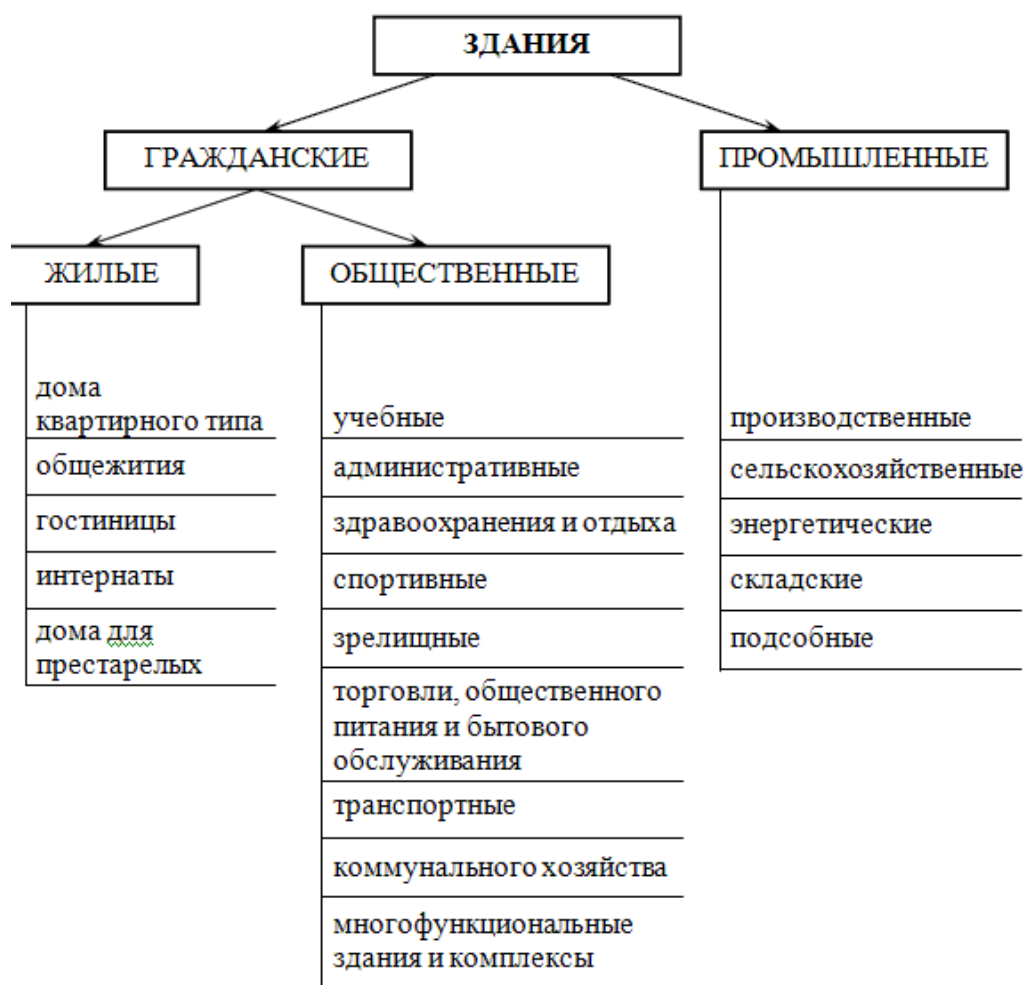 ЗДАНИЯ
ГРАЖДАНСКИЕ
ПРОМЫШЛЕННЫЕ
ЖИЛЫЕ
ОБЩЕСТВЕННЫЕ
дома
квартирного типа
общежития
гостиницы
интернаты
дома для
престарелых
учебные
административные
здравоохранения и отдыха
спортивные
зрелищные
торговли, общественного
питания и бытового
обслуживания
транспортные
коммунального хозяйства
многофункциональные
здания и комплексы
производственные
сельскохозяйственные
энергетические
складские
подсобные